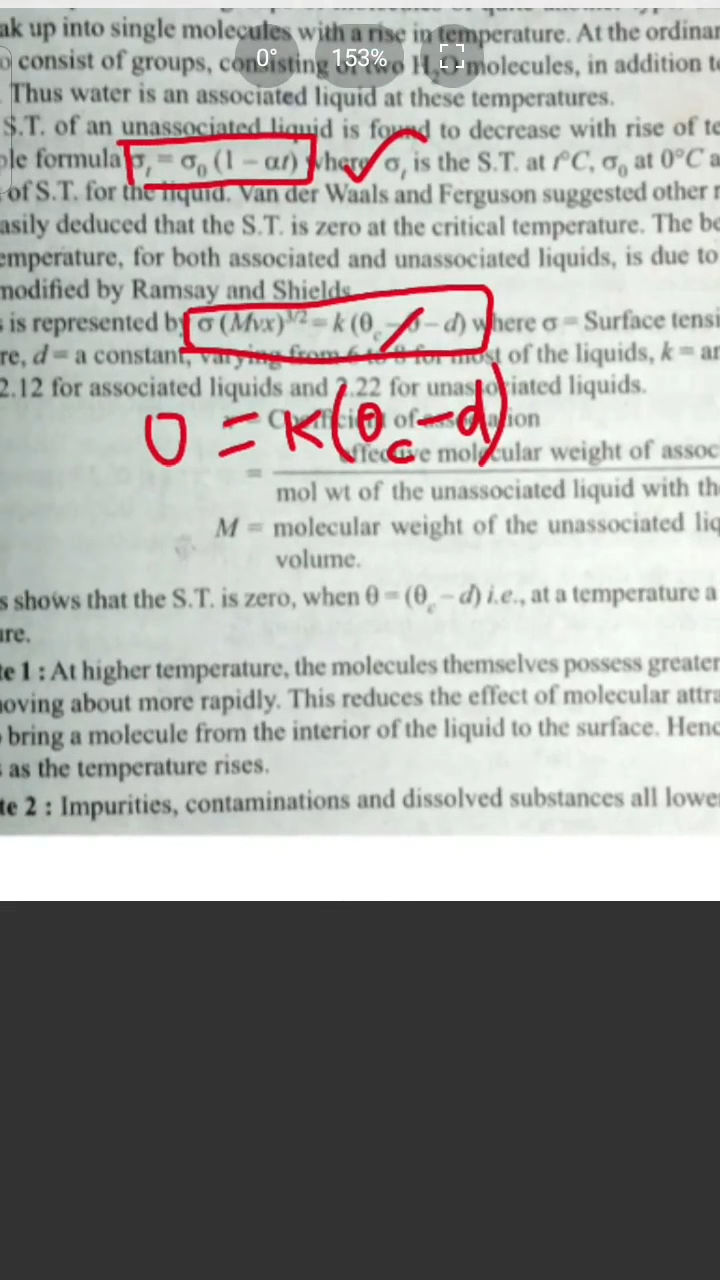 ak up into single molecules with a rise in temperature. At the ordinar
0° 153%
o consist of groups, consisting of two H₂O molecules, in addition t
Thus water is an associated liquid at these temperatures.
S.T. of an unassociated liquid is found to decrease with rise of te
ple formula σₜ = σ₀ (1 − αt) where σₜ is the S.T. at t°C, σ₀ at 0°C a
of S.T. for the liquid. Van der Waals and Ferguson suggested other
asily deduced that the S.T. is zero at the critical temperature. The be
emperature, for both associated and unassociated liquids, is due to
modified by Ramsay and Shields
is represented by σ (Mvx)^3/2 = k (θ_c − θ − d) where σ = Surface tensi
re, d = a constant, varying from 6 to 8 for most of the liquids, k = an
2.12 for associated liquids and 2.22 for unassociated liquids.
Coefficient of association
0 = K(θ_c − d)
= effective molecular weight of assoc
mol wt of the unassociated liquid with th
M = molecular weight of the unassociated liq
volume.
s shows that the S.T. is zero, when θ = (θ_c − d) i.e., at a temperature a
ure.
te 1 : At higher temperature, the molecules themselves possess greater
oving about more rapidly. This reduces the effect of molecular attra
bring a molecule from the interior of the liquid to the surface. Henc
as the temperature rises.
te 2 : Impurities, contaminations and dissolved substances all lowe